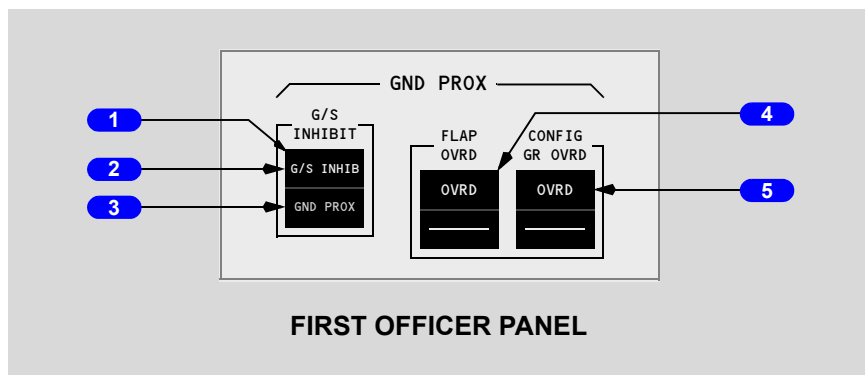 GND PROX
G/S
INHIBIT
FLAP
OVRD
CONFIG
GR OVRD
1
2
3
4
5
G/S INHIB
GND PROX
OVRD
OVRD
FIRST OFFICER PANEL